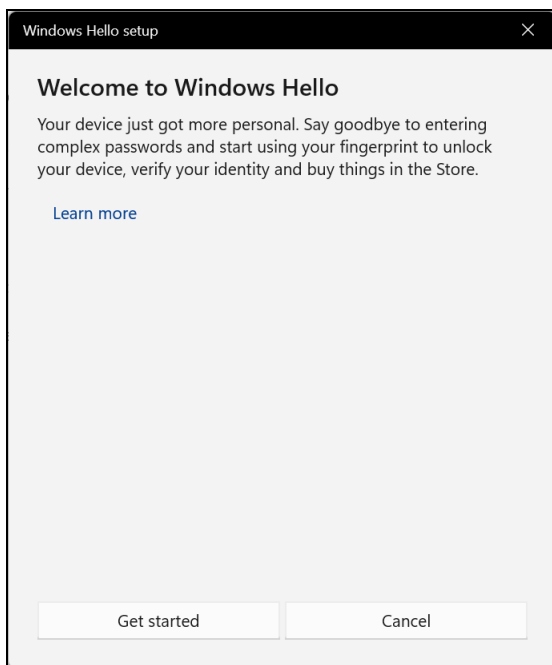 Windows Hello setup
Welcome to Windows Hello
Your device just got more personal. Say goodbye to entering
complex passwords and start using your fingerprint to unlock
your device, verify your identity and buy things in the Store.
Learn more
Get started
Cancel